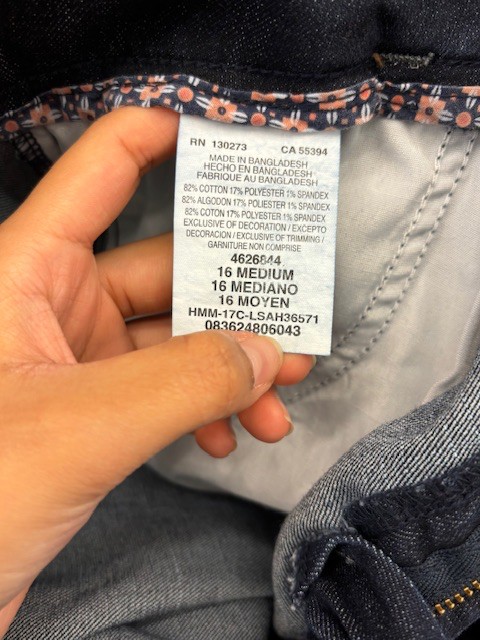 RN 130273 CA 55394
MADE IN BANGLADESH
HECHO EN BANGLADESH
FABRIQUE AU BANGLADESH
82% COTTON 17% POLYESTER 1% SPANDEX
82% ALGODON 17% POLIESTER 1% SPANDEX
82% COTON 17% POLYESTER 1% SPANDEX
EXCLUSIVE OF DECORATION / EXCEPTO
DECORACION / EXCLUSIVE OF TRIMMING /
GARNITURE NON COMPRISE
4626844
16 MEDIUM
16 MEDIANO
16 MOYEN
HMM-17C-LSAH36571
083624806043